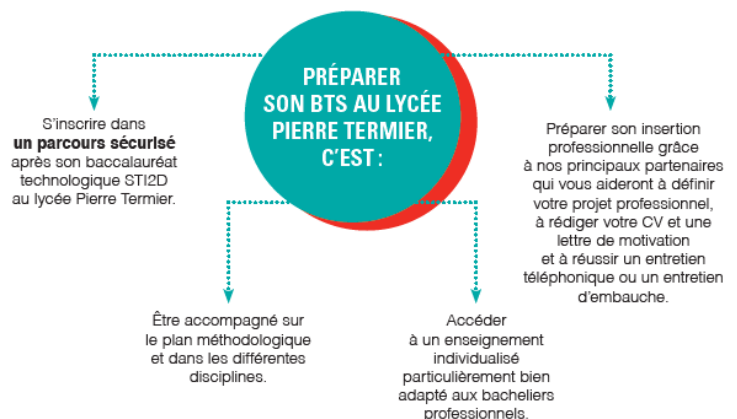 PRÉPARER
SON BTS AU LYCÉE
PIERRE TERMIER,
C'EST :
S'inscrire dans
un parcours sécurisé
après son baccalauréat
technologique STI2D
au lycée Pierre Termier.
Être accompagné sur
le plan méthodologique
et dans les différentes
disciplines.
Accéder
à un enseignement
individualisé
particulièrement bien
adapté aux bacheliers
professionnels.
Préparer son insertion
professionnelle grâce
à nos principaux partenaires
qui vous aideront à définir
votre projet professionnel,
à rédiger votre CV et une
lettre de motivation
et à réussir un entretien
téléphonique ou un entretien
d'embauche.